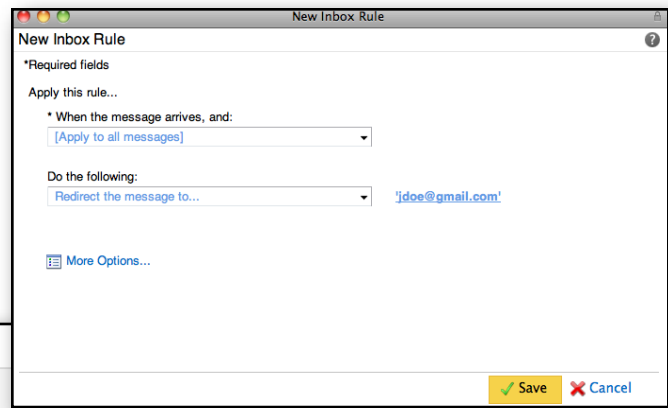 New Inbox Rule
New Inbox Rule
*Required fields
Apply this rule...
* When the message arrives, and:
[Apply to all messages]
Do the following:
Redirect the message to... 'jdoe@gmail.com'
More Options...
Save Cancel